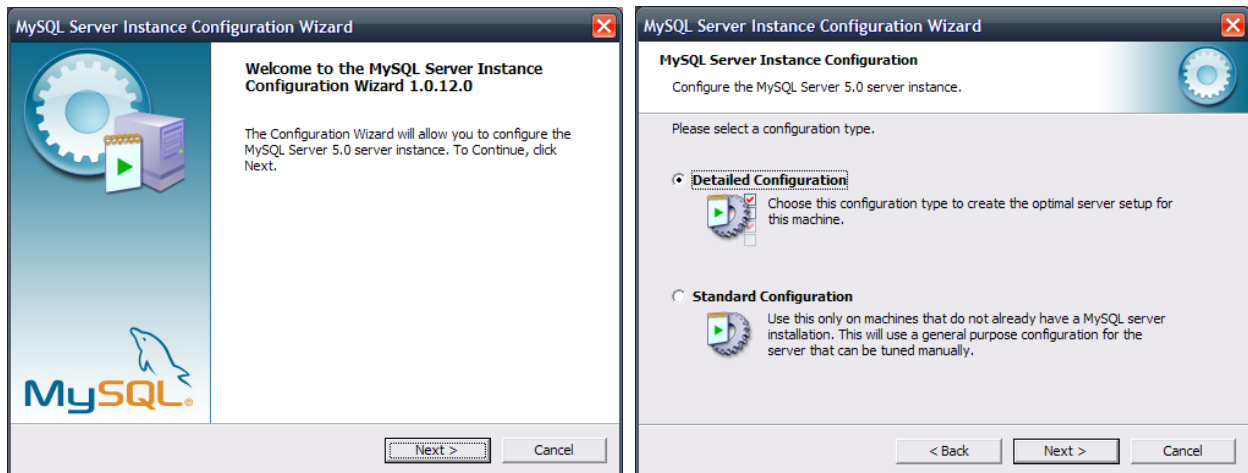 MySQL Server Instance Configuration Wizard
Welcome to the MySQL Server Instance
Configuration Wizard 1.0.12.0
The Configuration Wizard will allow you to configure the
MySQL Server 5.0 server instance. To Continue, click
Next.
MySQL®
Next >
Cancel
MySQL Server Instance Configuration Wizard
MySQL Server Instance Configuration
Configure the MySQL Server 5.0 server instance.
Please select a configuration type.
Detailed Configuration
Choose this configuration type to create the optimal server setup for
this machine.
Standard Configuration
Use this only on machines that do not already have a MySQL server
installation. This will use a general purpose configuration for the
server that can be tuned manually.
< Back
Next >
Cancel